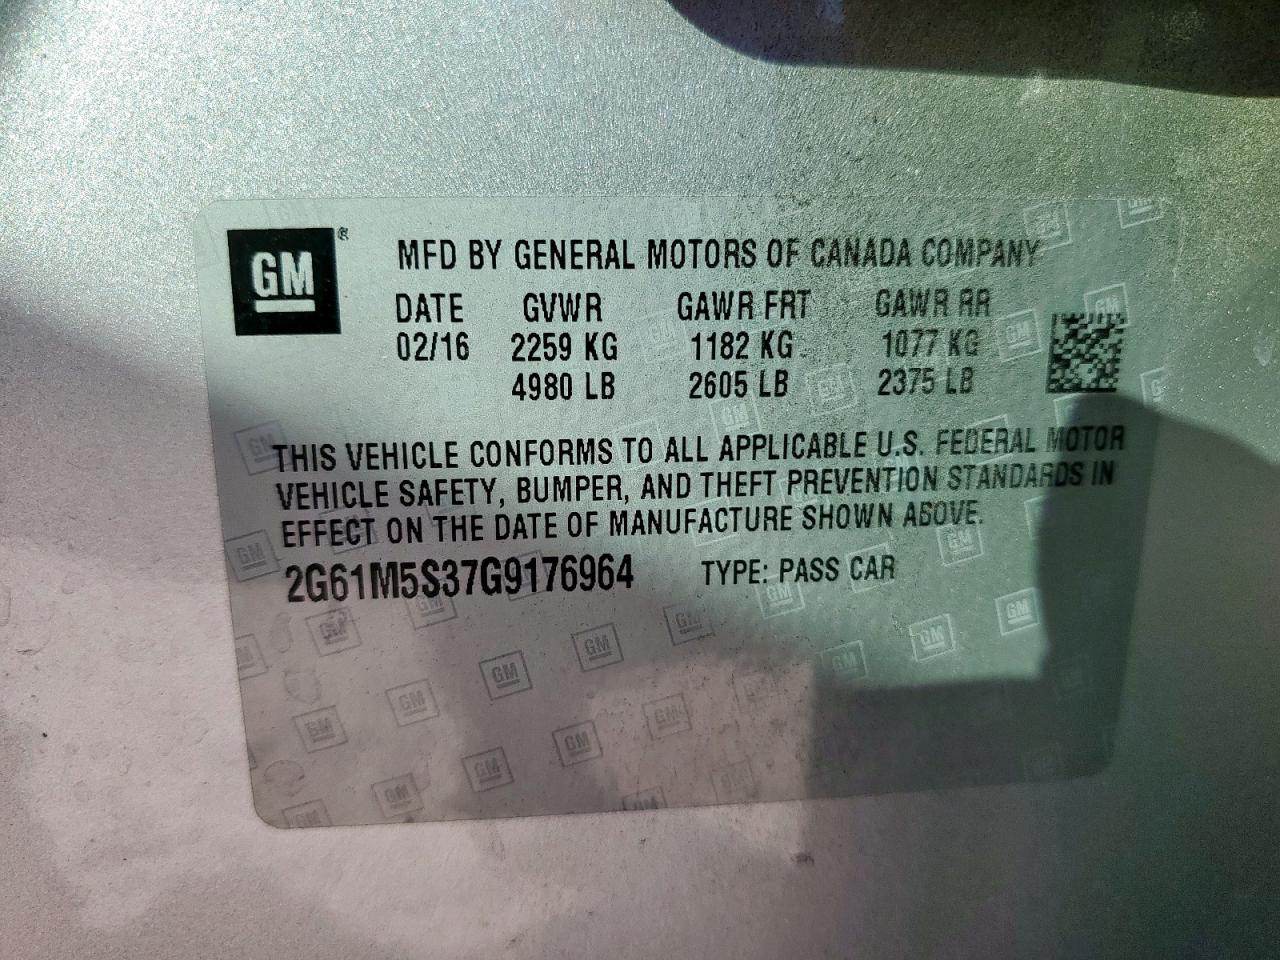 GM ®
MFD BY GENERAL MOTORS OF CANADA COMPANY
DATE GVWR GAWR FRT GAWR RR
02/16 2259 KG 1182 KG 1077 KG
4980 LB 2605 LB 2375 LB
THIS VEHICLE CONFORMS TO ALL APPLICABLE U.S. FEDERAL MOTOR
VEHICLE SAFETY, BUMPER, AND THEFT PREVENTION STANDARDS IN
EFFECT ON THE DATE OF MANUFACTURE SHOWN ABOVE.
2G61M5S37G9176964 TYPE: PASS CAR